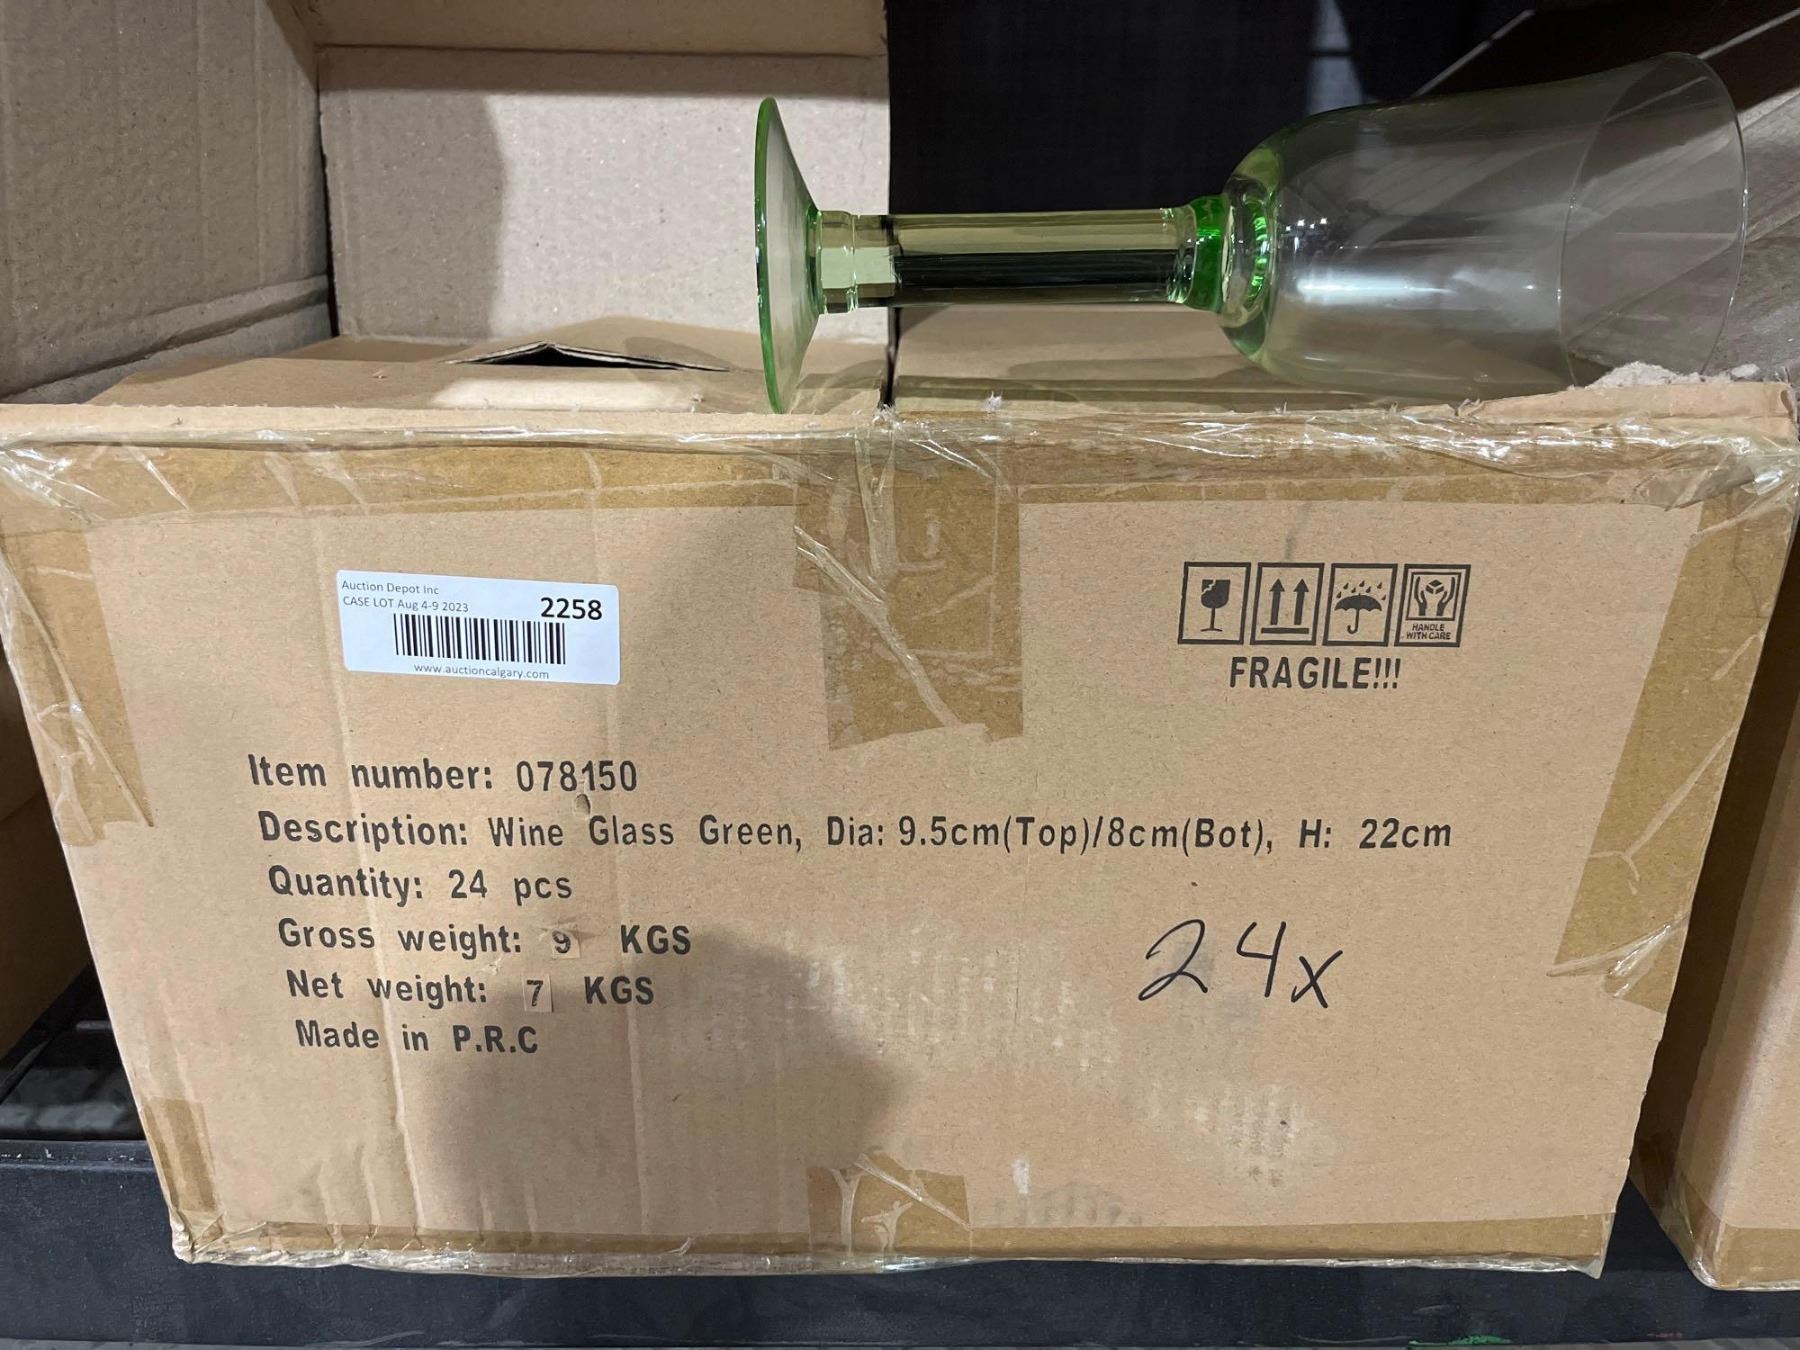 Auction Depot Inc
CASE LOT Aug 4-9 2023 2258
www.auctioncalgary.com
HANDLE
WITH CARE
FRAGILE!!!
Item number: 078150
Description: Wine Glass Green, Dia: 9.5cm(Top)/8cm(Bot), H: 22cm
Quantity: 24 pcs
Gross weight: 9 KGS
Net weight: 7 KGS
Made in P.R.C
24x